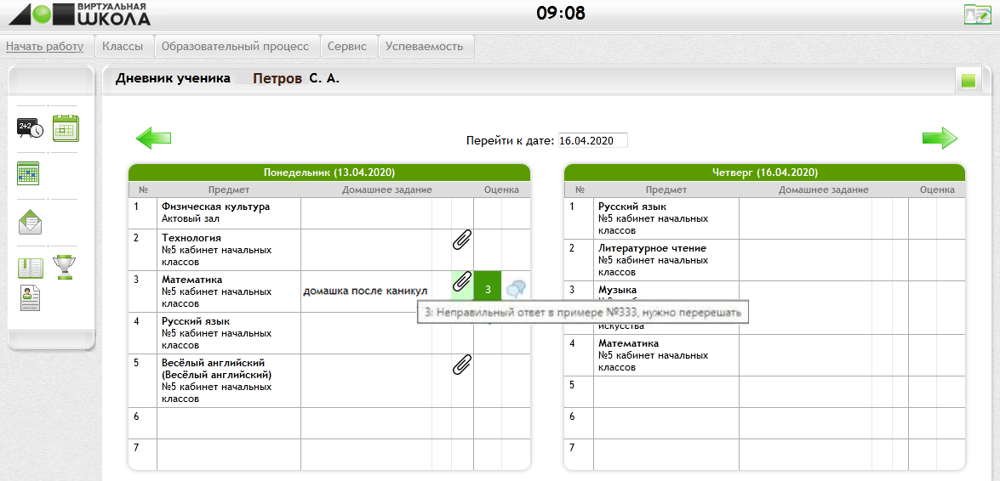 ВИРТУАЛЬНАЯ
ШКОЛА
09:08
Начать работу Классы Образовательный процесс Сервис Успеваемость
Дневник ученика Петров С. А.
2+2
Перейти к дате: 16.04.2020
Понедельник (13.04.2020)
№ Предмет Домашнее задание Оценка
1 Физическая культура
Актовый зал
2 Технология
№5 кабинет начальных
классов
3 Математика
№5 кабинет начальных
классов
домашка после каникул 3
3: Неправильный ответ в примере №333, нужно перерешать
4 Русский язык
№5 кабинет начальных
классов
5 Весёлый английский
(Весёлый английский)
№5 кабинет начальных
классов
6
7
Четверг (16.04.2020)
№ Предмет Домашнее задание Оценка
1 Русский язык
№5 кабинет начальных
классов
2 Литературное чтение
№5 кабинет начальных
классов
3 Музыка
искусства
4 Математика
№5 кабинет начальных
классов
5
6
7